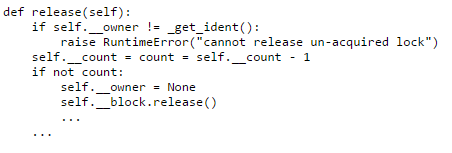 def release(self):
    if self.__owner != _get_ident():
        raise RuntimeError("cannot release un-acquired lock")
    self.__count = count = self.__count - 1
    if not count:
        self.__owner = None
        self.__block.release()
        ...
    ...